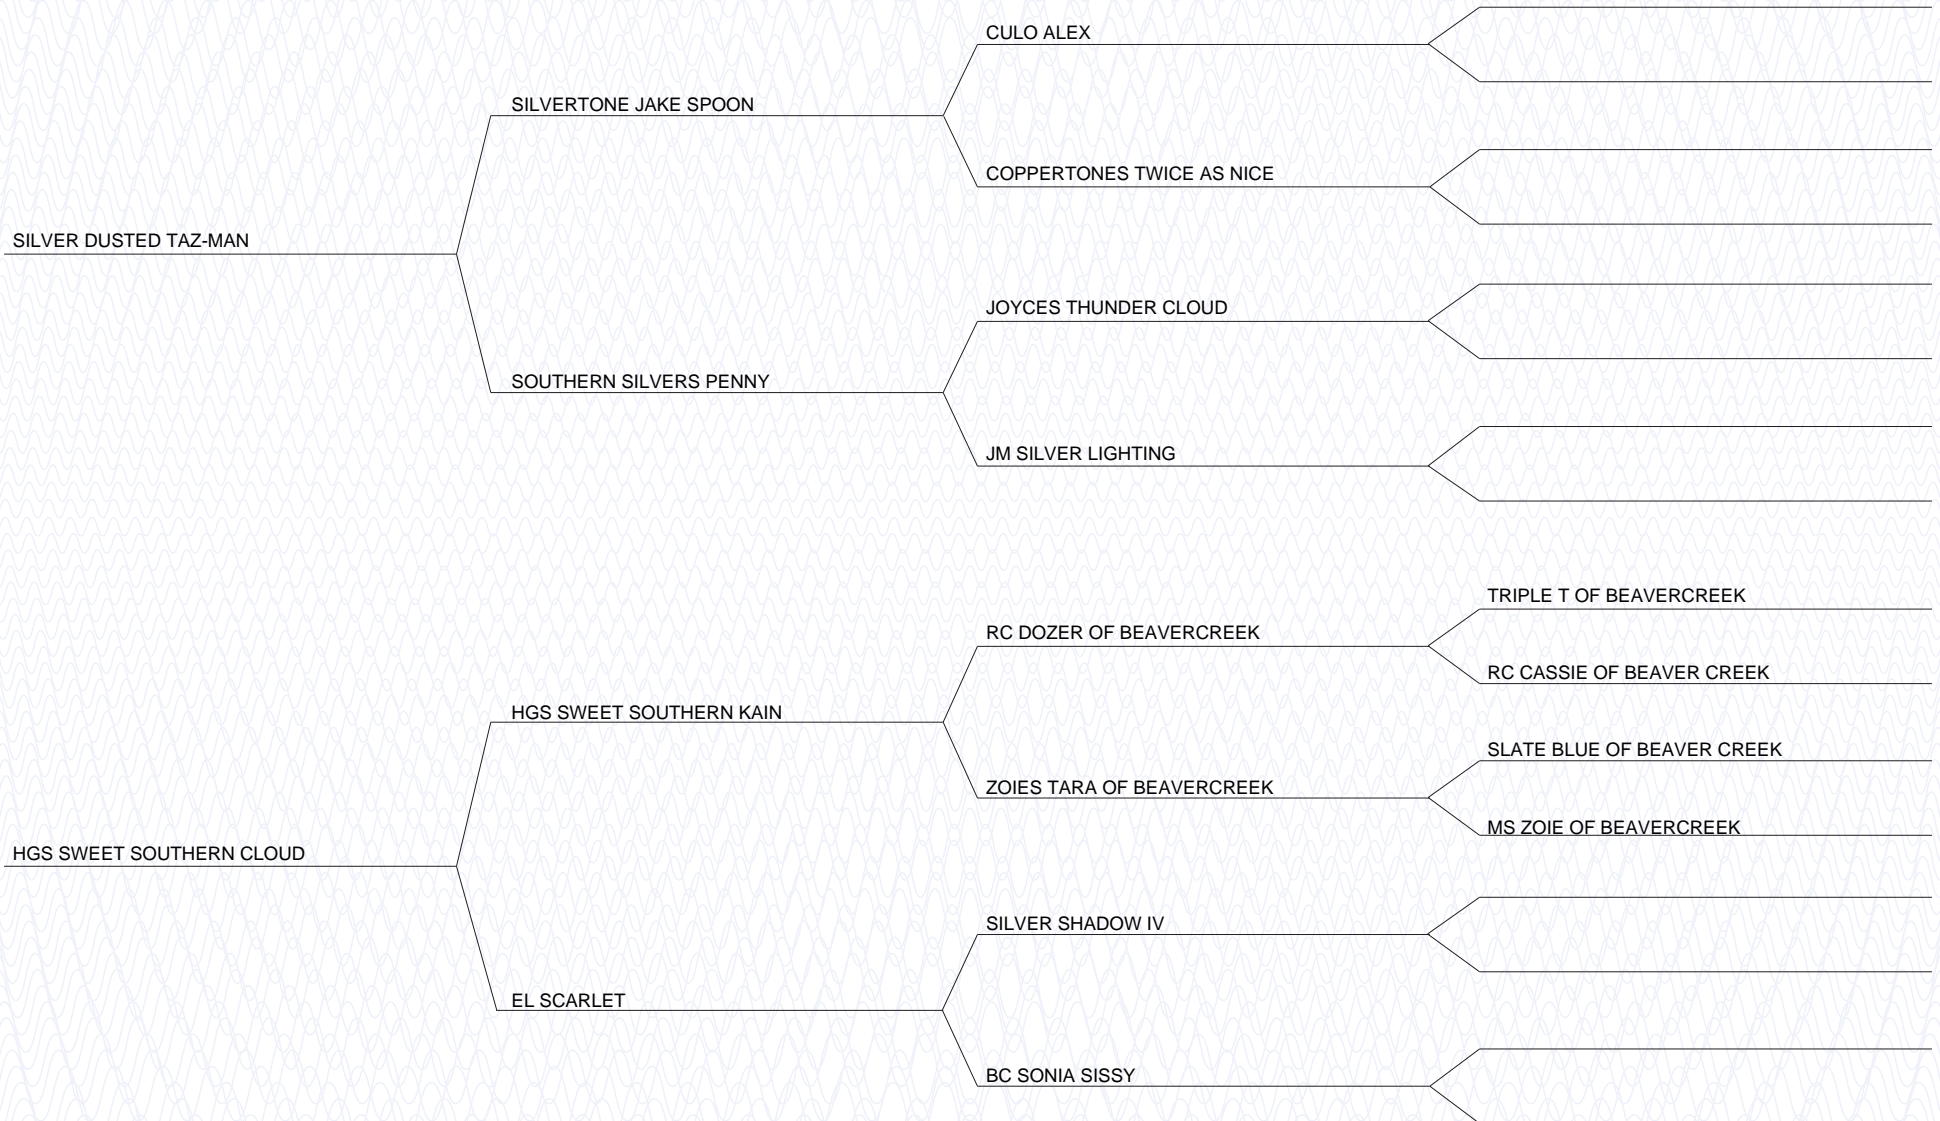 CULO ALEX
SILVERTONE JAKE SPOON
COPPERTONES TWICE AS NICE
SILVER DUSTED TAZ-MAN
JOYCES THUNDER CLOUD
SOUTHERN SILVERS PENNY
JM SILVER LIGHTING
TRIPLE T OF BEAVERCREEK
RC DOZER OF BEAVERCREEK
RC CASSIE OF BEAVER CREEK
HGS SWEET SOUTHERN KAIN
SLATE BLUE OF BEAVER CREEK
ZOIES TARA OF BEAVERCREEK
MS ZOIE OF BEAVERCREEK
HGS SWEET SOUTHERN CLOUD
SILVER SHADOW IV
EL SCARLET
BC SONIA SISSY